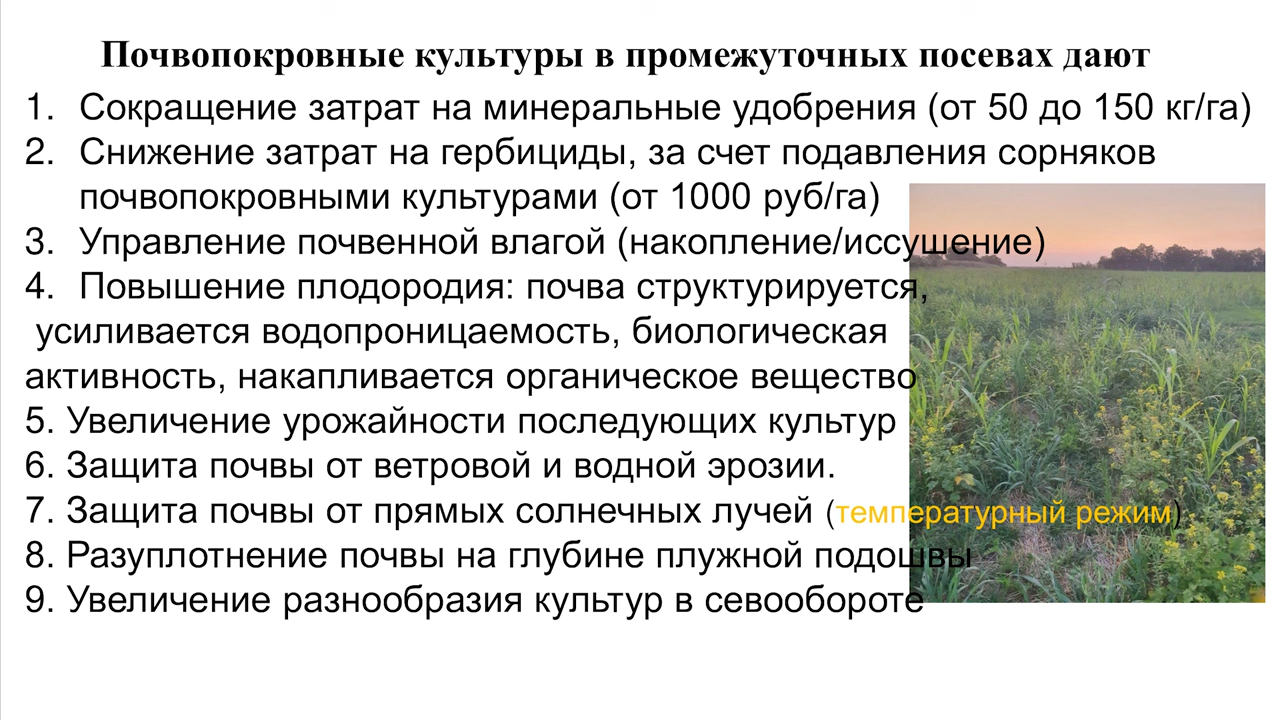 Почвопокровные культуры в промежуточных посевах дают
1. Сокращение затрат на минеральные удобрения (от 50 до 150 кг/га)
2. Снижение затрат на гербициды, за счет подавления сорняков
почвопокровными культурами (от 1000 руб/га)
3. Управление почвенной влагой (накопление/иссушение)
4. Повышение плодородия: почва структурируется,
усиливается водопроницаемость, биологическая
активность, накапливается органическое вещество
5. Увеличение урожайности последующих культур
6. Защита почвы от ветровой и водной эрозии.
7. Защита почвы от прямых солнечных лучей (температурный режим)
8. Разуплотнение почвы на глубине плужной подошвы
9. Увеличение разнообразия культур в севообороте